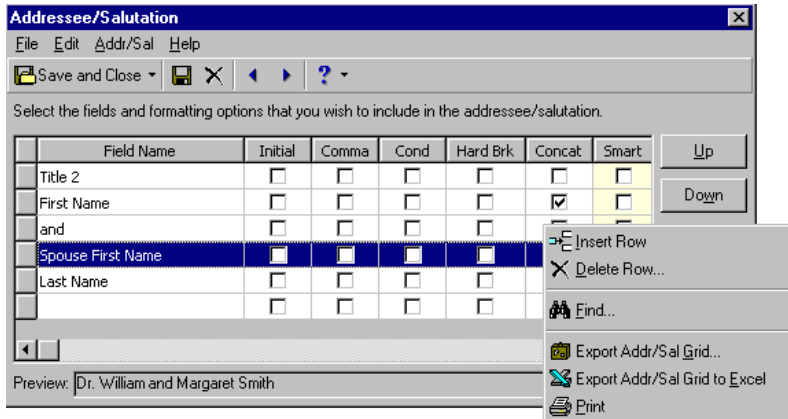 Addressee/Salutation
File Edit Addr/Sal Help
Save and Close ?
Select the fields and formatting options that you wish to include in the addressee/salutation.
Field Name Initial Comma Cond Hard Brk Concat Smart Up
Title 2
First Name Down
and
Insert Row
Spouse First Name
Delete Row...
Last Name
Find...
Export Addr/Sal Grid...
Export Addr/Sal Grid to Excel
Preview: Dr. William and Margaret Smith
Print